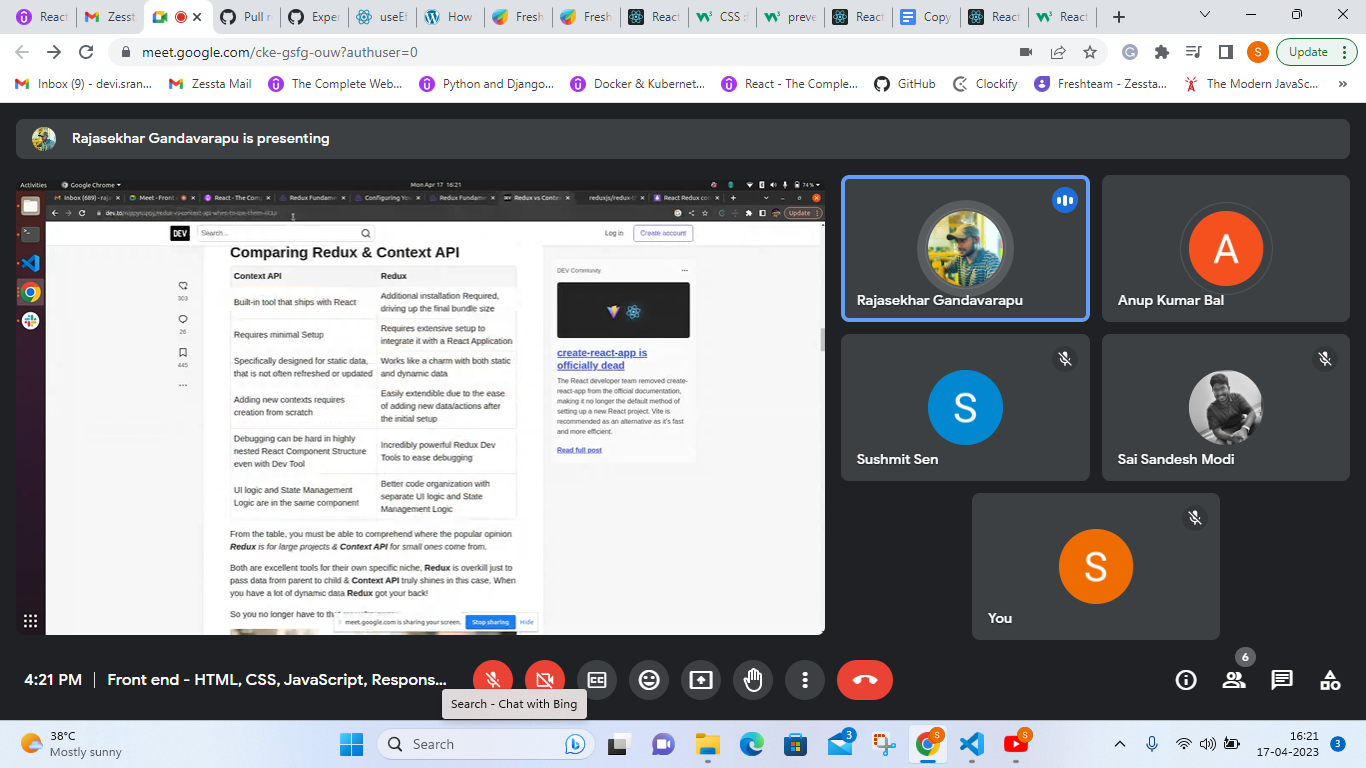 React
Zesst
Pull r
Exper
useEf
WordPress
How
Fresh
Fresh
React
CSS :
preve
React
Copy
React
React
meet.google.com/cke-gsfg-ouw?authuser=0
Update
Inbox (9) - devi.sran...
Zessta Mail
The Complete Web...
Python and Django...
Docker & Kubernet...
React - The Comple...
GitHub
Clockify
Freshteam - Zessta...
The Modern JavaSc...
Rajasekhar Gandavarapu is presenting
Activities
Google Chrome
Mon Apr 17 16:21
74 %
Inbox (689) - raja
Meet - Front
React - The Comp
Redux Fundame
Configuring You
Redux Fundame
Redux vs Contex
reduxjs/redux-t
React Redux con
Update
DEV
Search...
Log in
Create account
Comparing Redux & Context API
Context API
Redux
Built-in tool that ships with React
Additional installation Required,
driving up the final bundle size
Requires minimal Setup
Requires extensive setup to
integrate it with a React Application
Specifically designed for static data,
that is not often refreshed or updated
Works like a charm with both static
and dynamic data
Adding new contexts requires
creation from scratch
Easily extendible due to the ease
of adding new data/actions after
the initial setup
Debugging can be hard in highly
nested React Component Structure
even with Dev Tool
Incredibly powerful Redux Dev
Tools to ease debugging
UI logic and State Management
Logic are in the same component
Better code organization with
separate UI logic and State
Management Logic
From the table, you must be able to comprehend where the popular opinion
Redux is for large projects & Context API for small ones come from.
Both are excellent tools for their own specific niche, Redux is overkill just to
pass data from parent to child & Context API truly shines in this case. When
you have a lot of dynamic data Redux got your back!
So you no longer have to
meet.google.com is sharing your screen.
Stop sharing
Hide
303
26
445
DEV Community
create-react-app is
officially dead
The React developer team removed create-
react-app from the official documentation,
making it no longer the default method of
setting up a new React project. Vite is
recommended as an alternative as it's fast
and more efficient.
Read full post
Rajasekhar Gandavarapu
A
Anup Kumar Bal
S
Sushmit Sen
Sai Sandesh Modi
S
You
4:21 PM
Front end - HTML, CSS, JavaScript, Respons...
6
Search - Chat with Bing
38°C
Mostly sunny
Search
3
S
S
16:21
17-04-2023
3